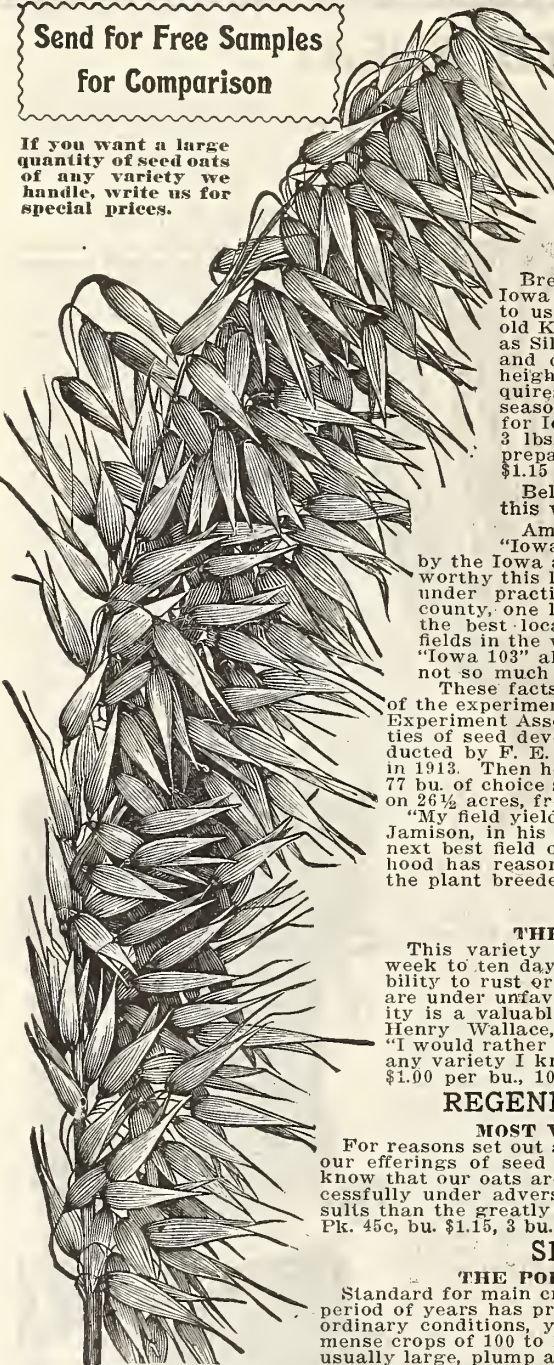 Send for Free Samples
for Comparison
If you want a large
quantity of seed oats
of any variety we
handle, write us for
special prices.
Bre
Iowa
to us
old K
as Sil
and c
heigh
quires
seaso
for Io
3 lbs
prepa
$1.15
Bel
this v
Am
"Iowa
by the Iowa a
worthy this l
under practi
county, one l
the best loca
fields in the v
"Iowa 103" al
not so much
These facts
of the experimen
Experiment Asso
ties of seed deve
ducted by F. E.
in 1913. Then h
77 bu. of choice s
on 26½ acres, fr
"My field yield
Jamison, in his
next best field o
hood has reason
the plant breede
THE
This variety
week to ten day
bility to rust or
are under unfav
ity is a valuabl
Henry Wallace,
"I would rather
any variety I kn
$1.00 per bu., 10
REGENE
MOST V
For reasons set out a
our efferings of seed
know that our oats are
cessfully under advers
sults than the greatly
Pk. 45c, bu. $1.15, 3 bu.
SI
THE POP
Standard for main cr
period of years has pr
ordinary conditions, y
mense crops of 100 to
usually large, plump a